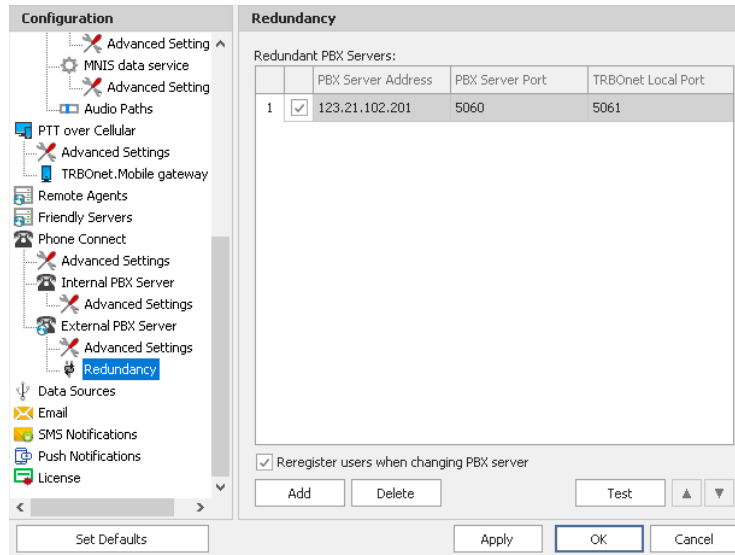 Configuration
Advanced Setting
MNIS data service
Advanced Setting
Audio Paths
PTT over Cellular
Advanced Settings
TRBOnet.Mobile gateway
Remote Agents
Friendly Servers
Phone Connect
Advanced Settings
Internal PBX Server
Advanced Settings
External PBX Server
Advanced Settings
Redundancy
Data Sources
Email
SMS Notifications
Push Notifications
License
Set Defaults
Redundancy
Redundant PBX Servers:
PBX Server Address PBX Server Port TRBOnet Local Port
1 123.21.102.201 5060 5061
Reregister users when changing PBX server
Add Delete Test
Apply OK Cancel